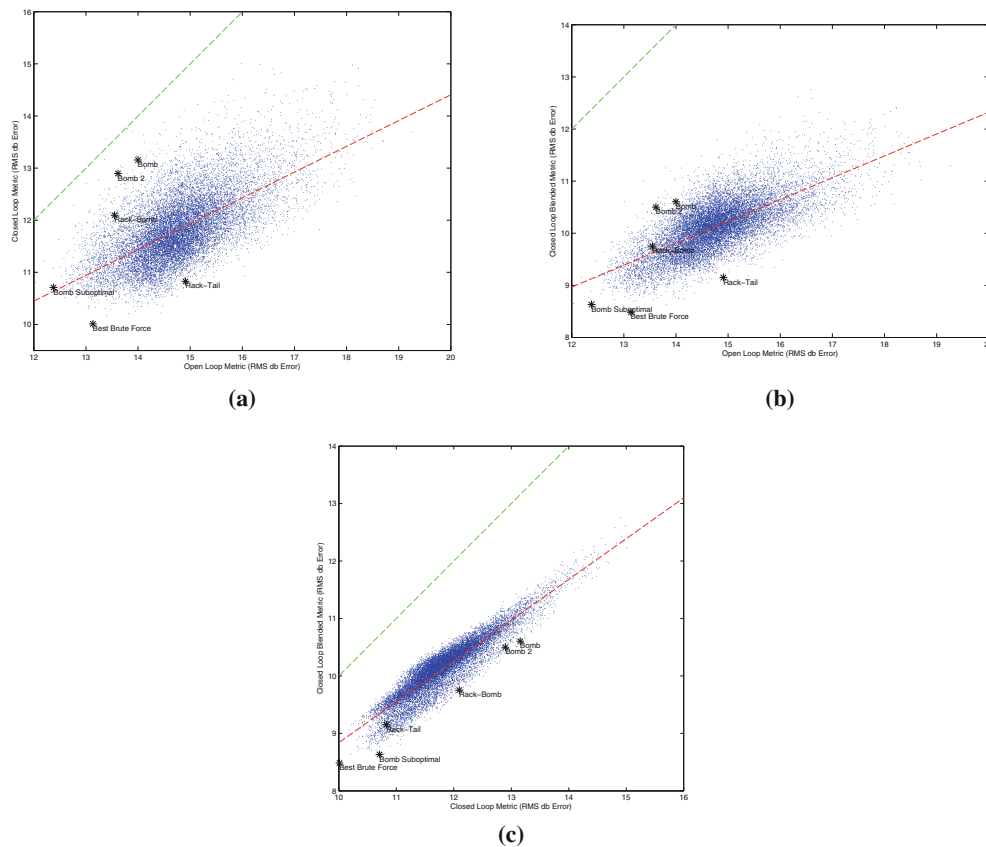 16
15
14
13
12
11
10
Closed Loop Metric (RMS db Error)
Bomb
Bomb 2
Rack-Bomb
Bomb Suboptimal
Rack-Tail
Best Brute Force
12 13 14 15 16 17 18 19 20
Open Loop Metric (RMS db Error)
(a)
14
13
12
11
10
9
8
Closed Loop Blended Metric (RMS db Error)
Bomb
Bomb 2
Rack-Bomb
Rack-Tail
Bomb Suboptimal
Best Brute Force
12 13 14 15 16 17 18 19 20
Open Loop Metric (RMS db Error)
(b)
14
13
12
11
10
9
8
Closed Loop Blended Metric (RMS db Error)
Bomb
Bomb 2
Rack-Bomb
Rack-Tail
Bomb Suboptimal
Best Brute Force
10 11 12 13 14 15 16
Closed Loop Metric (RMS db Error)
(c)